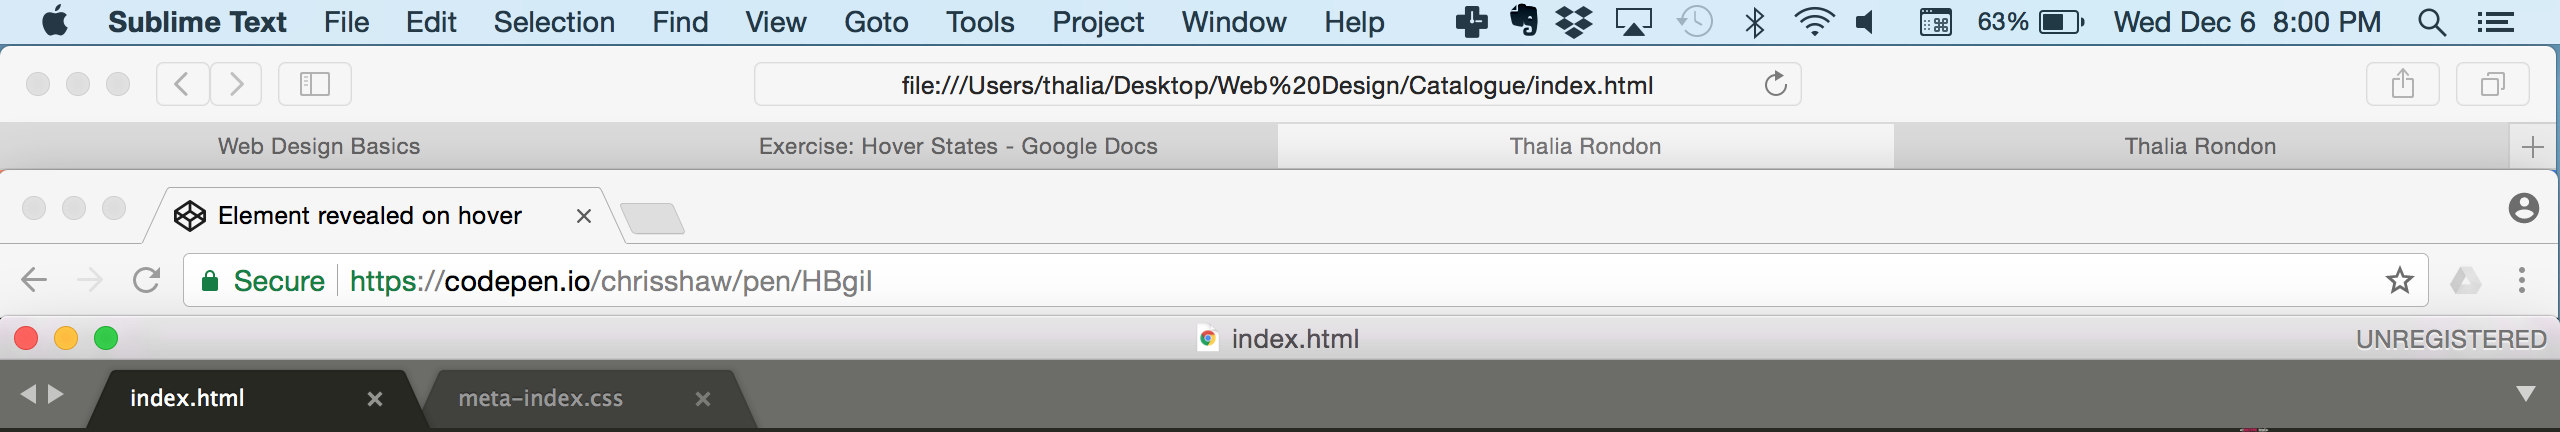 Sublime Text File Edit Selection Find View Goto Tools Project Window Help 63% Wed Dec 6 8:00 PM
file:///Users/thalia/Desktop/Web%20Design/Catalogue/index.html
Web Design Basics Exercise: Hover States - Google Docs Thalia Rondon Thalia Rondon
Element revealed on hover
Secure https://codepen.io/chrisshaw/pen/HBgil
index.html UNREGISTERED
index.html meta-index.css